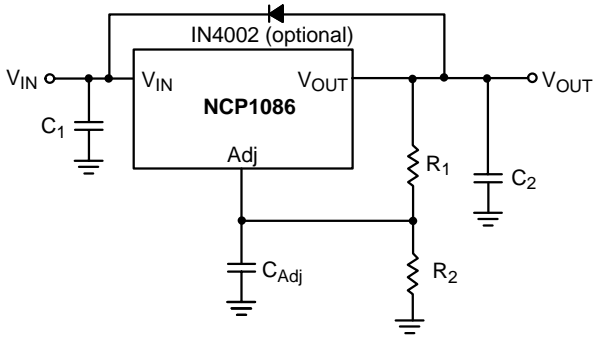 IN4002 (optional)
VIN
VIN
VOUT
VOUT
NCP1086
C1
Adj
R1
C2
CAdj
R2